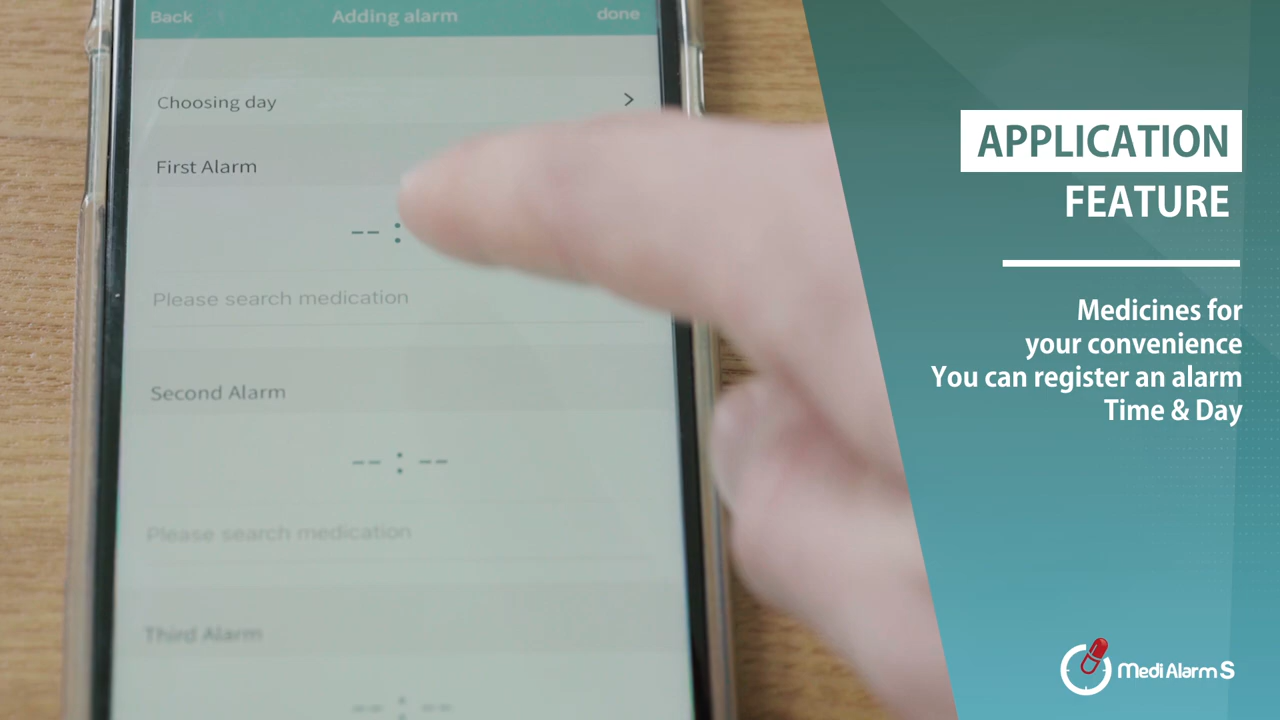 Back Adding alarm done
Choosing day
First Alarm
-- :
Please search medication
Second Alarm
-- : --
Please search medication
Third Alarm
-- : --
APPLICATION
FEATURE
Medicines for
your convenience
You can register an alarm
Time & Day
Medi Alarm S